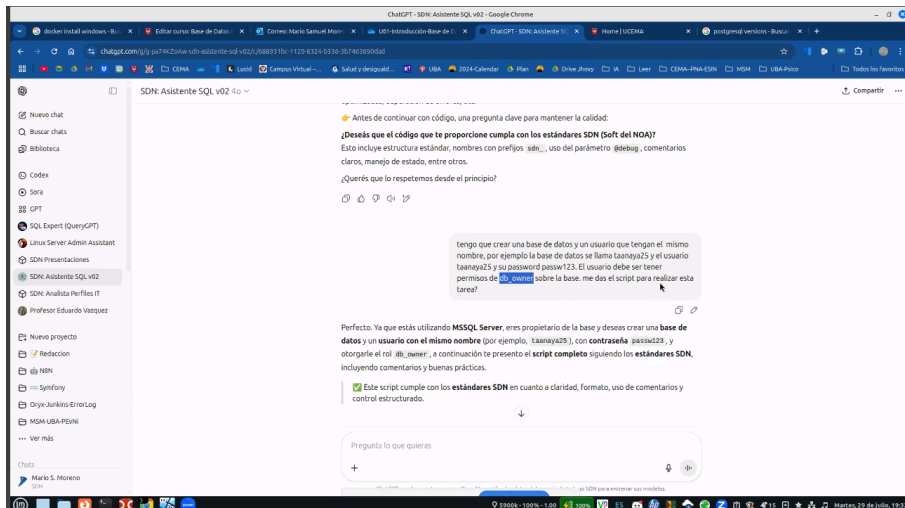 ChatGPT - SDN: Asistente SQL v02 - Google Chrome
docker install windows - Bus
Editar curso: Base de Datos
Correo: Mario Samuel More
U01-Introducción-Base de D
ChatGPT - SDN: Asistente SC
Home | UCEMA
postgresql versions - Buscar
chatgpt.com/g/g-pa74KZoAw-sdn-asistente-sql-v02/c/688931bc-1120-8324-b336-3b7463690dad
CEMA
Lucid
Campus Virtual –...
Salud y desiguald...
UBA
2024-Calendar
Plan
Drive Jhovy
IA
Leer
CEMA--PNA-ESIN
MSM
UBA-Psico
Todos los favoritos
SDN: Asistente SQL v02 4o
Compartir
Nuevo chat
Buscar chats
Biblioteca
Codex
Sora
GPT
SQL Expert (QueryGPT)
Linux Server Admin Assistant
SDN Presentaciones
SDN: Asistente SQL v02
SDN: Analista Perfiles IT
Profesor Eduardo Vazquez
Nuevo proyecto
Redaccion
N8N
Symfony
Oryx-Junkins-ErrorLog
MSM-UBA-PEvNi
Ver más
Chats
Mario S. Moreno
SDN
👉 Antes de continuar con código, una pregunta clave para mantener la calidad:
¿Deseás que el código que te proporcione cumpla con los estándares SDN (Soft del NOA)?
Esto incluye estructura estándar, nombres con prefijos sdn_, uso del parámetro @debug, comentarios
claros, manejo de estado, entre otros.
¿Querés que lo respetemos desde el principio?
tengo que crear una base de datos y un usuario que tengan el mismo
nombre, por ejemplo la base de datos se llama taanaya25 y el usuario
taanaya25 y su password passw123. El usuario debe ser tener
permisos de db_owner sobre la base. me das el script para realizar esta
tarea?
Perfecto. Ya que estás utilizando MSSQL Server, eres propietario de la base y deseas crear una base de
datos y un usuario con el mismo nombre (por ejemplo, taanaya25), con contraseña passw123, y
otorgarle el rol db_owner, a continuación te presento el script completo siguiendo los estándares SDN,
incluyendo comentarios y buenas prácticas.
✅ Este script cumple con los estándares SDN en cuanto a claridad, formato, uso de comentarios y
control estructurado.
Pregunta lo que quieras
SDN para entrenar sus modelos.
5900k - 100% - 1.00
100%
ES
15
Martes, 29 de julio, 19:3